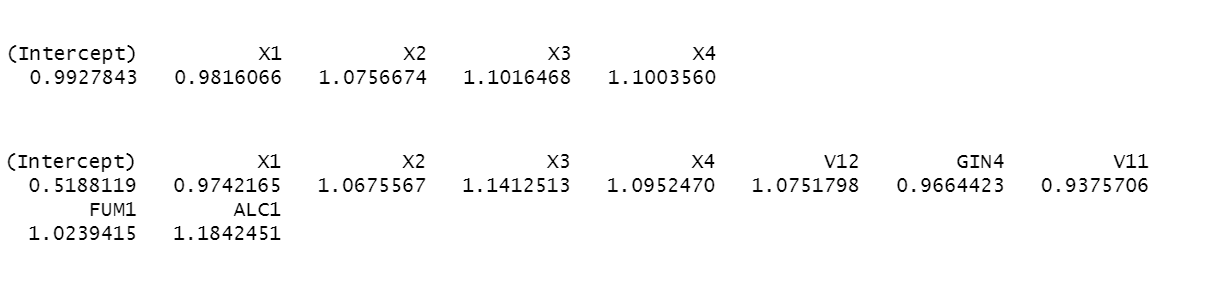 (Intercept) X1 X2 X3 X4
0.9927843 0.9816066 1.0756674 1.1016468 1.1003560
(Intercept) X1 X2 X3 X4 V12 GIN4 V11
0.5188119 0.9742165 1.0675567 1.1412513 1.0952470 1.0751798 0.9664423 0.9375706
FUM1 ALC1
1.0239415 1.1842451